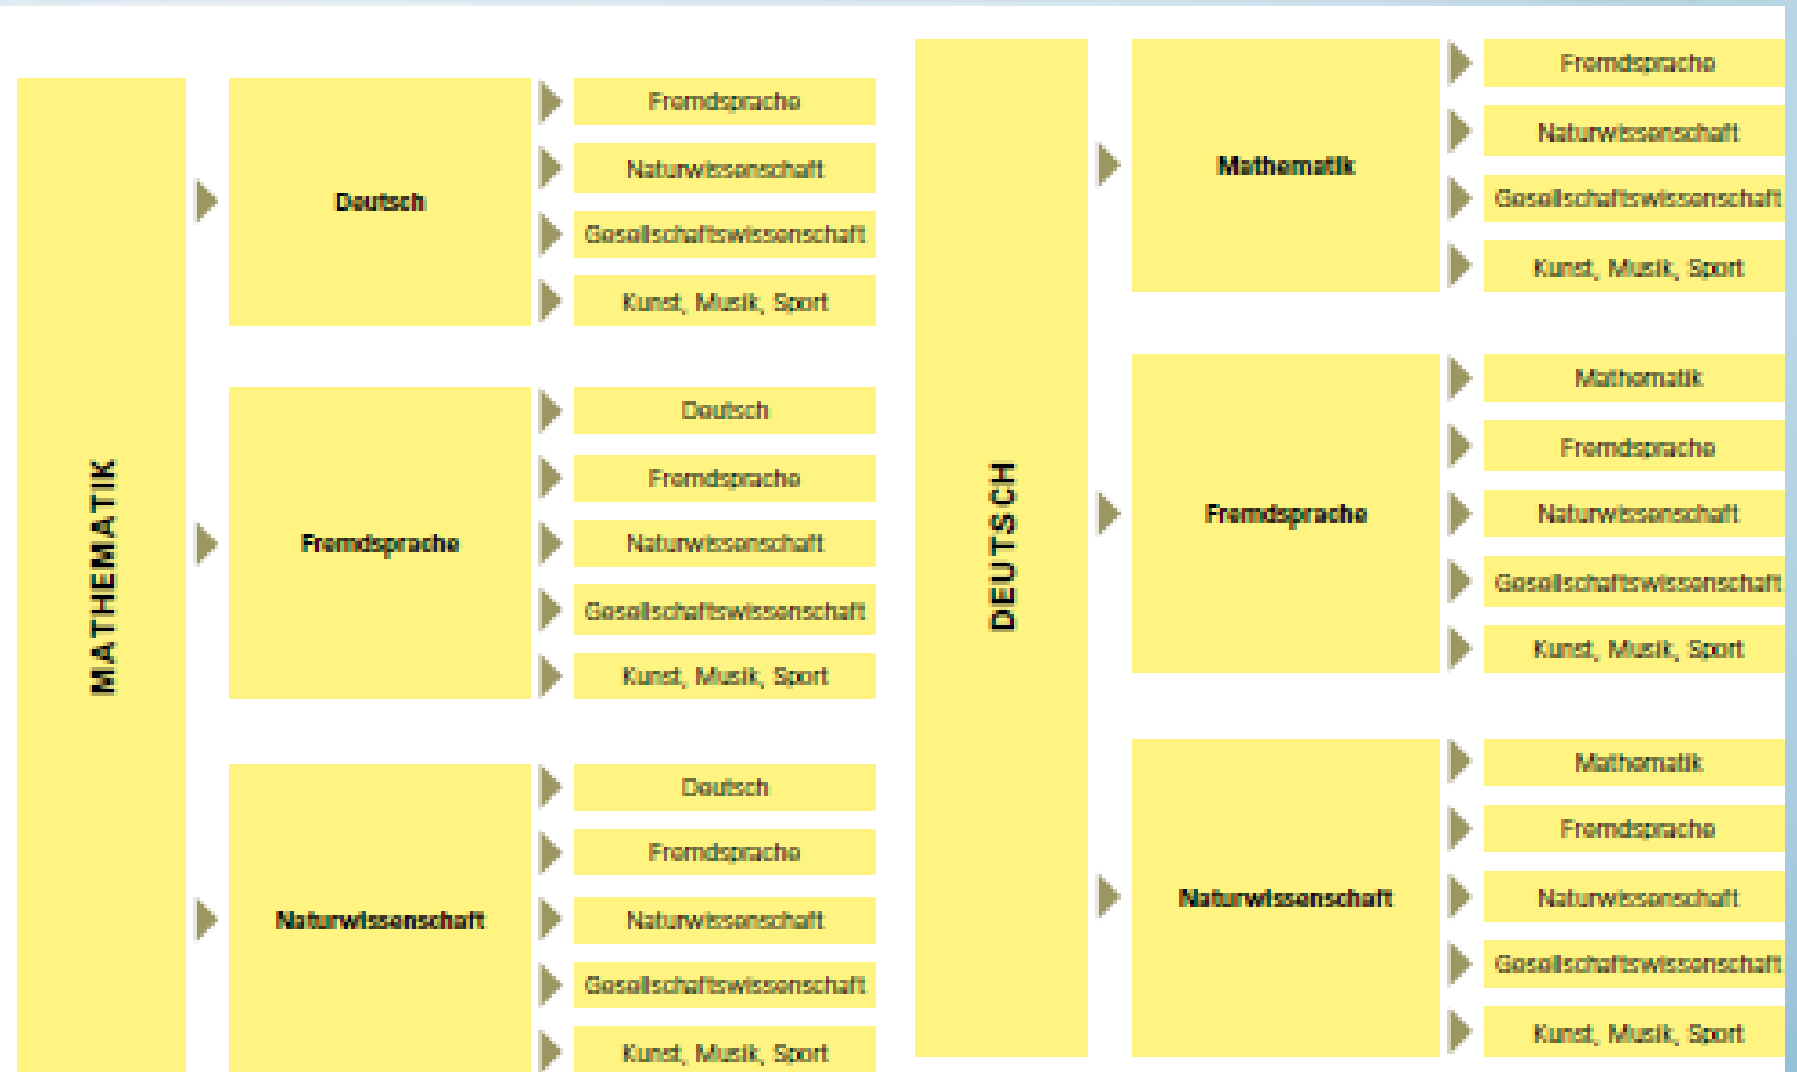 MATHEMATIK
Deutsch
Fremdsprache
Naturwissenschaft
Gesellschaftswissenschaft
Kunst, Musik, Sport
Fremdsprache
Deutsch
Fremdsprache
Naturwissenschaft
Gesellschaftswissenschaft
Kunst, Musik, Sport
Naturwissenschaft
Deutsch
Fremdsprache
Naturwissenschaft
Gesellschaftswissenschaft
Kunst, Musik, Sport
DEUTSCH
Mathematik
Fremdsprache
Naturwissenschaft
Gesellschaftswissenschaft
Kunst, Musik, Sport
Fremdsprache
Mathematik
Fremdsprache
Naturwissenschaft
Gesellschaftswissenschaft
Kunst, Musik, Sport
Naturwissenschaft
Mathematik
Fremdsprache
Naturwissenschaft
Gesellschaftswissenschaft
Kunst, Musik, Sport